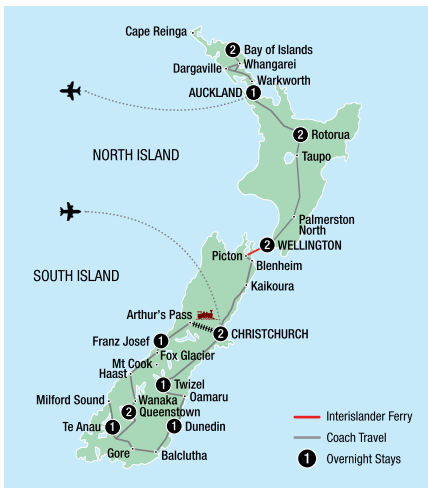 Cape Reinga
2 Bay of Islands
Whangarei
Dargaville
Warkworth
AUCKLAND 1
2 Rotorua
Taupo
NORTH ISLAND
Palmerston
North
2 WELLINGTON
Picton
Blenheim
SOUTH ISLAND
Kaikoura
Arthur's Pass
2 CHRISTCHURCH
Franz Josef 1
Fox Glacier
Mt Cook
Haast
1 Twizel
Oamaru
Milford Sound
Wanaka
2 Queenstown
Te Anau 1
1 Dunedin
Gore
Balclutha
Interislander Ferry
Coach Travel
1 Overnight Stays